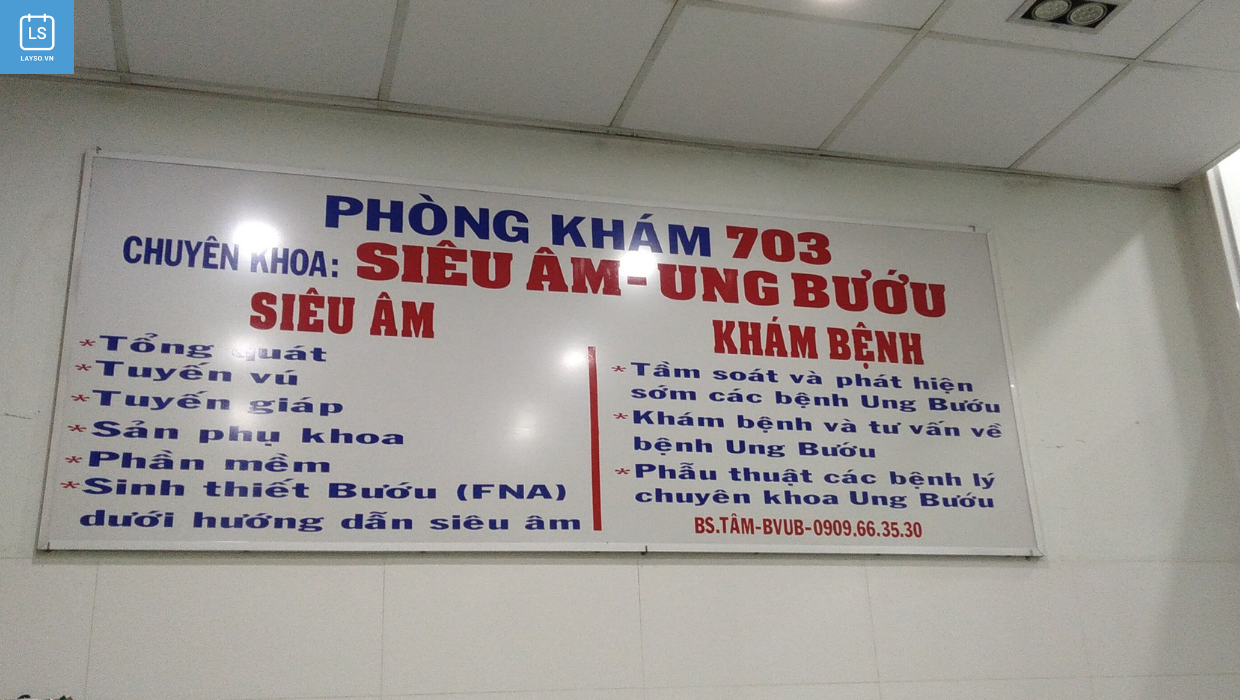 LS
LAYSO.VN
PHÒNG KHÁM 703
CHUYÊN KHOA: SIÊU ÂM - UNG BƯỚU
SIÊU ÂM
*Tổng quát
*Tuyến vú
*Tuyến giáp
*Sản phụ khoa
*Phần mềm
*Sinh thiết Bướu (FNA)
dưới hướng dẫn siêu âm
KHÁM BỆNH
*Tầm soát và phát hiện
sớm các bệnh Ung Bướu
*Khám bệnh và tư vấn về
bệnh Ung Bướu
*Phẫu thuật các bệnh lý
chuyên khoa Ung Bướu
BS.TÂM-BVUB-0909.66.35.30